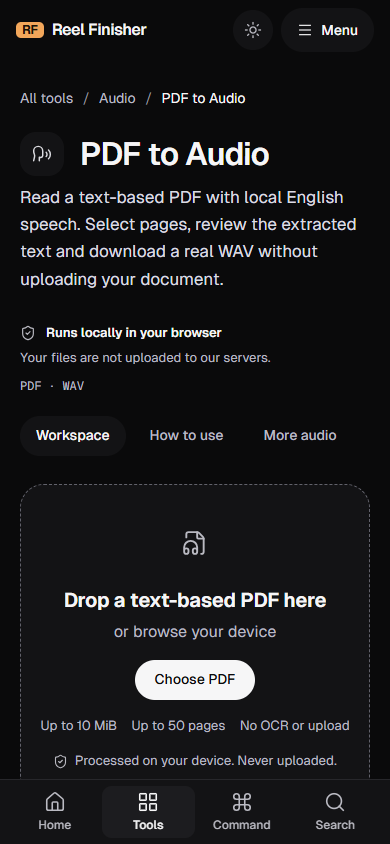 RF Reel Finisher
Menu
All tools / Audio / PDF to Audio
PDF to Audio
Read a text-based PDF with local English
speech. Select pages, review the extracted
text and download a real WAV without
uploading your document.
Runs locally in your browser
Your files are not uploaded to our servers.
PDF · WAV
Workspace How to use More audio
Drop a text-based PDF here
or browse your device
Choose PDF
Up to 10 MiB Up to 50 pages No OCR or upload
Processed on your device. Never uploaded.
Home Tools Command Search